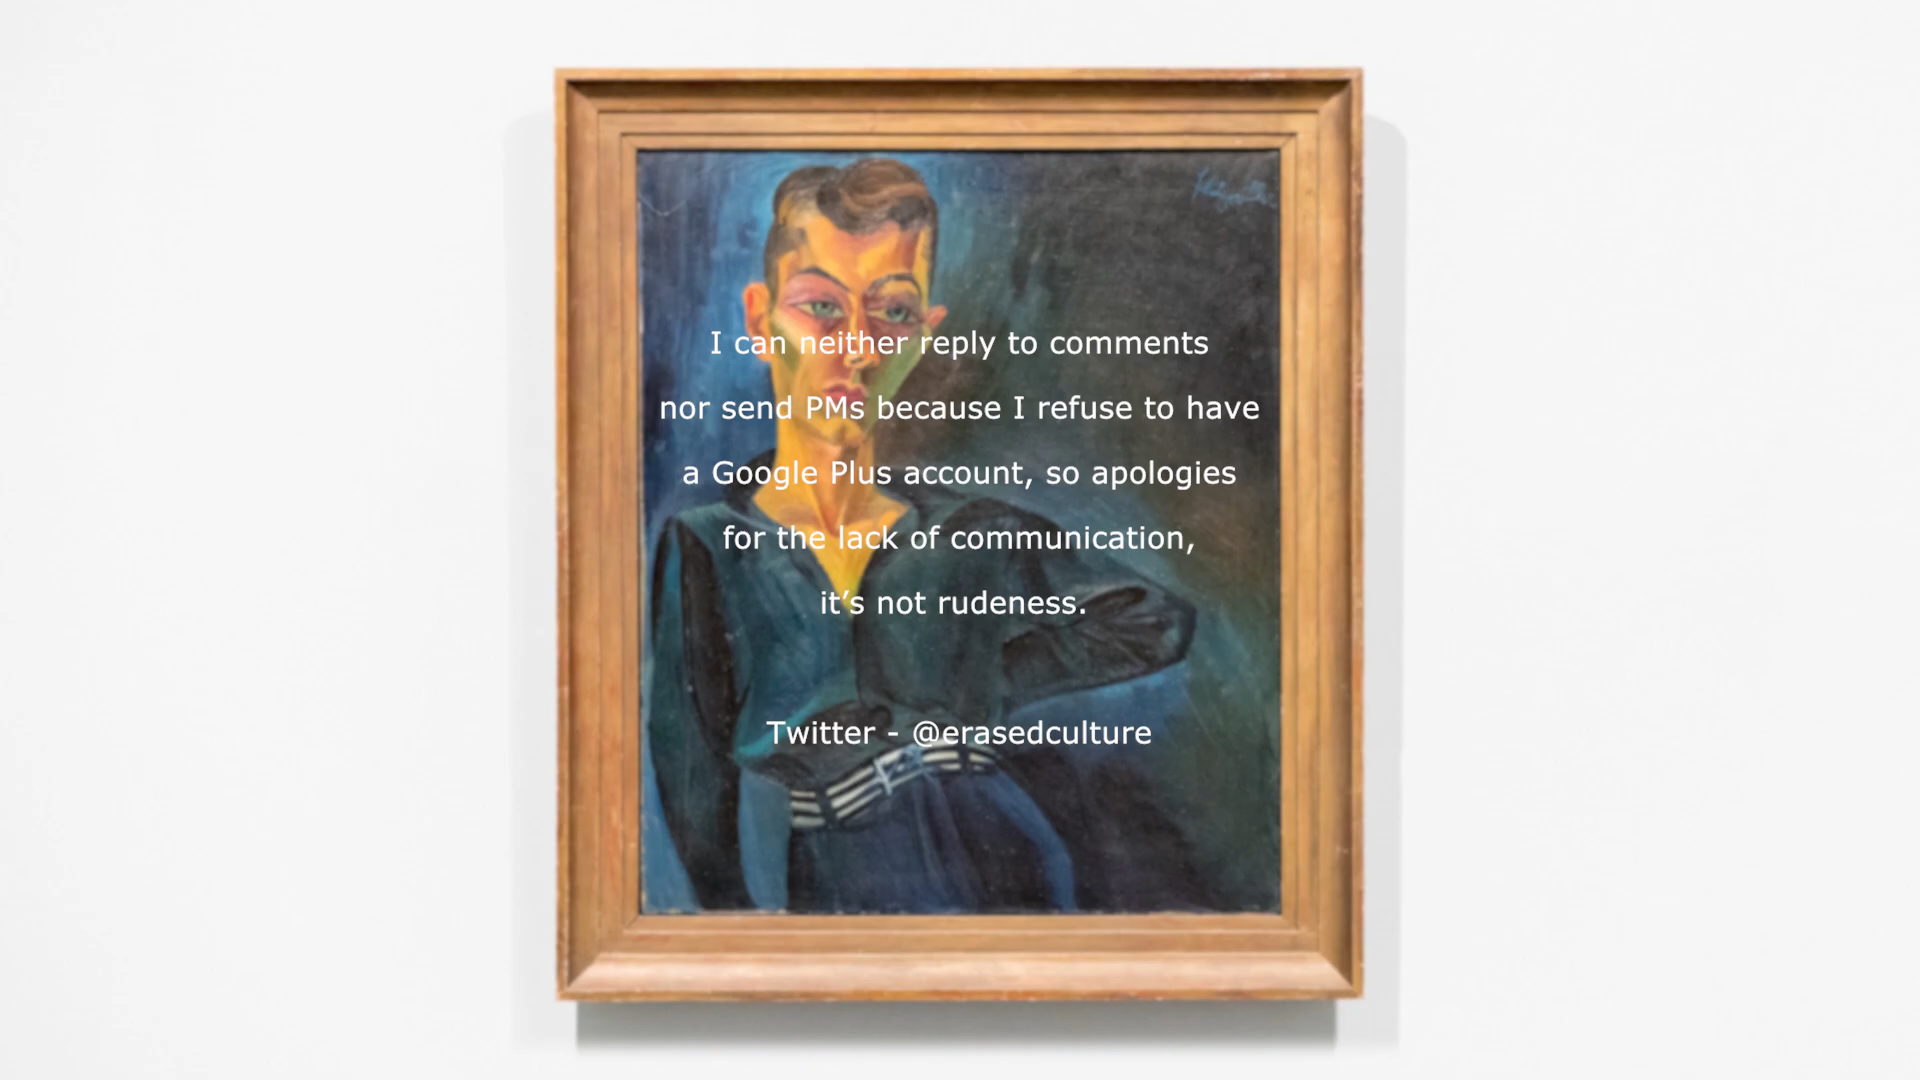 I can neither reply to comments
nor send PMs because I refuse to have
a Google Plus account, so apologies
for the lack of communication,
it’s not rudeness.
Twitter - @erasedculture